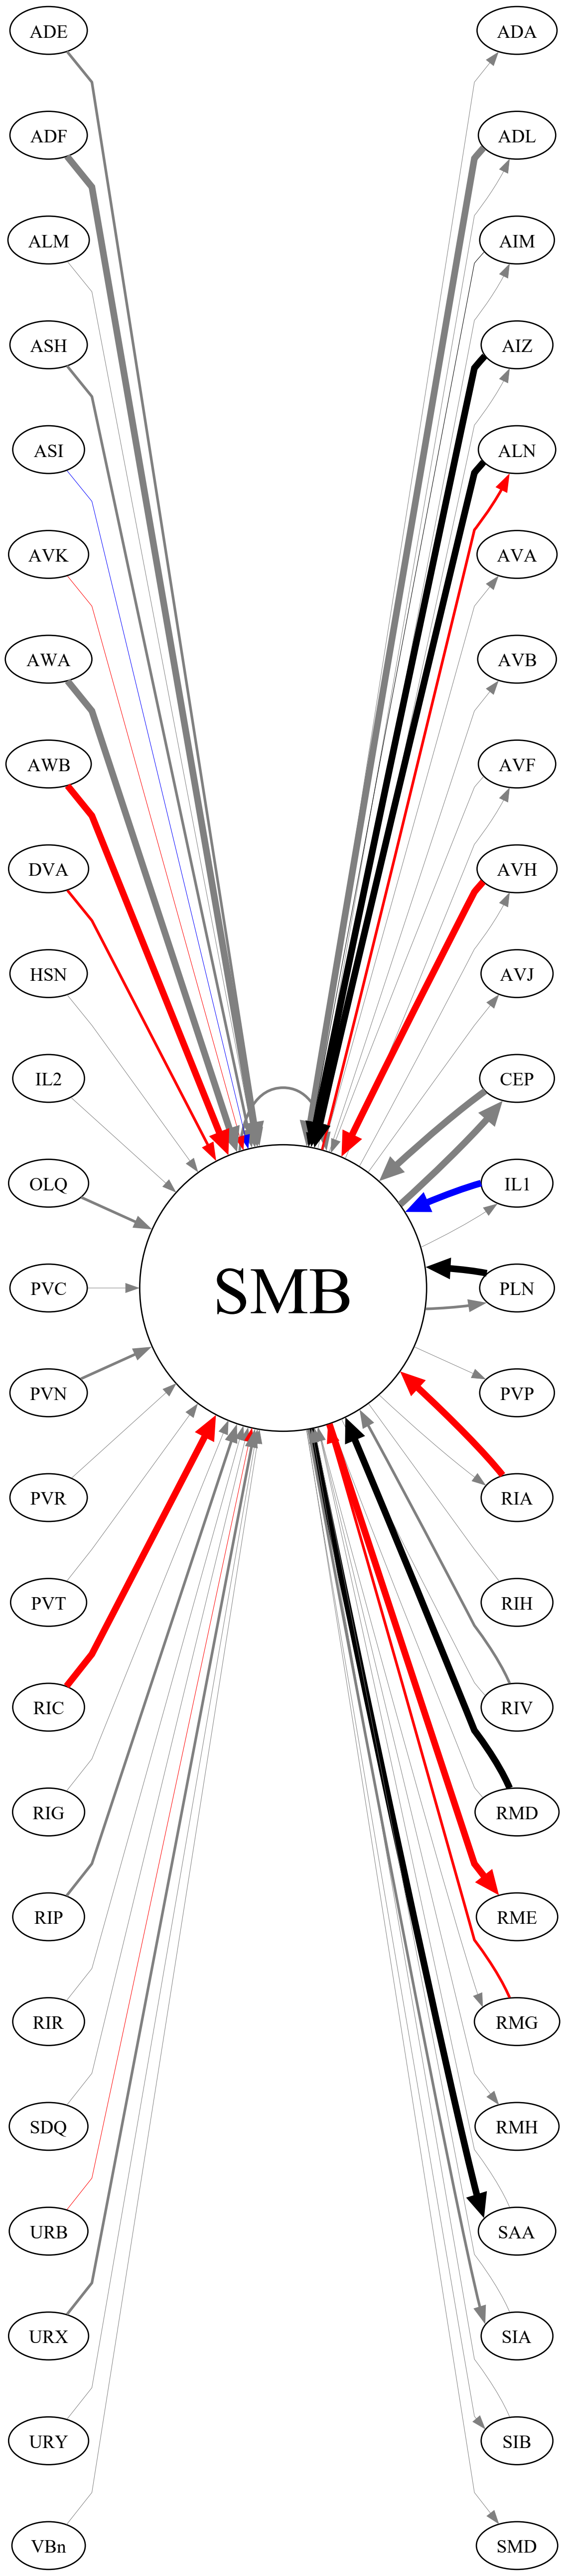 ADE
ADA
ADF
ADL
ALM
AIM
ASH
AIZ
ASI
ALN
AVK
AVA
AWA
AVB
AWB
AVF
DVA
AVH
HSN
AVJ
IL2
CEP
OLQ
IL1
PVC
SMB
PLN
PVN
PVP
PVR
RIA
PVT
RIH
RIC
RIV
RIG
RMD
RIP
RME
RIR
RMG
SDQ
RMH
URB
SAA
URX
SIA
URY
SIB
VBn
SMD